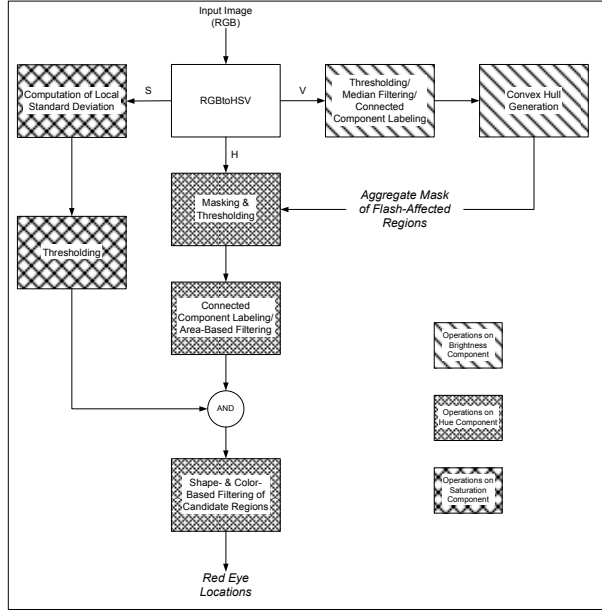 Input Image
(RGB)
Computation of Local
Standard Deviation
S
RGBtoHSV
V
Thresholding/
Median Filtering/
Connected
Component Labeling
Convex Hull
Generation
H
Masking &
Thresholding
Aggregate Mask
of Flash-Affected
Regions
Thresholding
Connected
Component Labeling/
Area-Based Filtering
Operations on
Brightness
Component
AND
Operations on
Hue Component
Shape- & Color-
Based Filtering of
Candidate Regions
Operations on
Saturation
Component
Red Eye
Locations